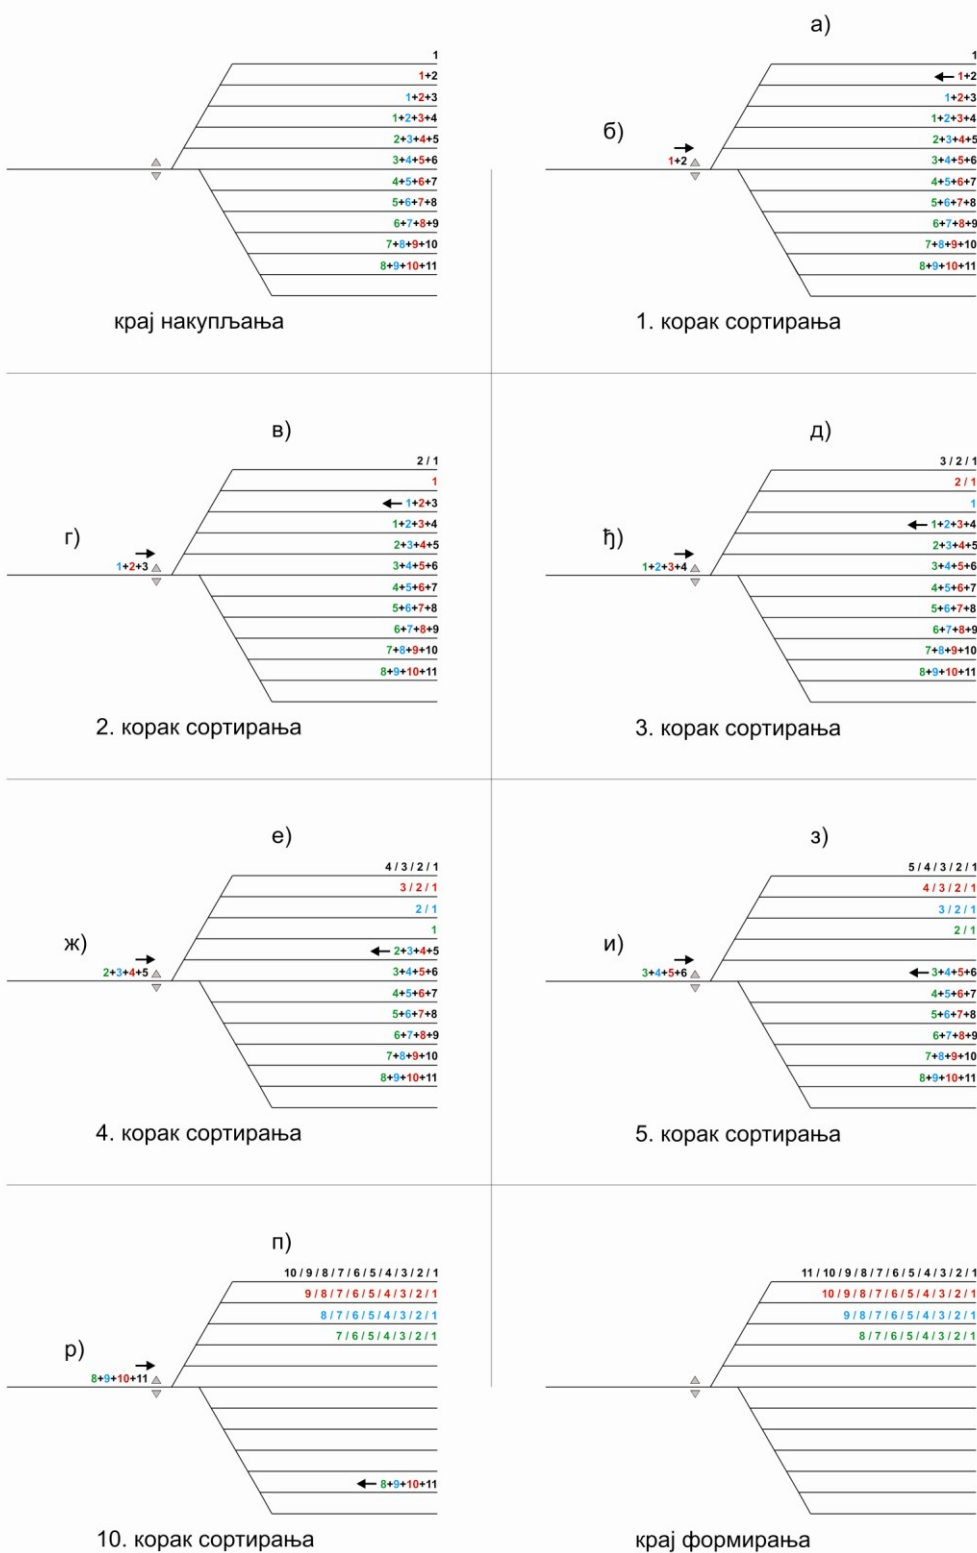 1
1+2
1+2+3
1+2+3+4
2+3+4+5
3+4+5+6
4+5+6+7
5+6+7+8
6+7+8+9
7+8+9+10
8+9+10+11
крај накупљања
а)
1
1+2
1+2+3
1+2+3+4
б)
2+3+4+5
1+2
3+4+5+6
4+5+6+7
5+6+7+8
6+7+8+9
7+8+9+10
8+9+10+11
1. корак сортирања
в)
2 / 1
1
1+2+3
1+2+3+4
г)
2+3+4+5
1+2+3
3+4+5+6
4+5+6+7
5+6+7+8
6+7+8+9
7+8+9+10
8+9+10+11
2. корак сортирања
д)
3 / 2 / 1
2 / 1
1
1+2+3+4
ђ)
2+3+4+5
1+2+3+4
3+4+5+6
4+5+6+7
5+6+7+8
6+7+8+9
7+8+9+10
8+9+10+11
3. корак сортирања
е)
4 / 3 / 2 / 1
3 / 2 / 1
2 / 1
1
ж)
2+3+4+5
2+3+4+5
3+4+5+6
4+5+6+7
5+6+7+8
6+7+8+9
7+8+9+10
8+9+10+11
4. корак сортирања
з)
5 / 4 / 3 / 2 / 1
4 / 3 / 2 / 1
3 / 2 / 1
2 / 1
и)
3+4+5+6
3+4+5+6
4+5+6+7
5+6+7+8
6+7+8+9
7+8+9+10
8+9+10+11
5. корак сортирања
п)
10 / 9 / 8 / 7 / 6 / 5 / 4 / 3 / 2 / 1
9 / 8 / 7 / 6 / 5 / 4 / 3 / 2 / 1
8 / 7 / 6 / 5 / 4 / 3 / 2 / 1
7 / 6 / 5 / 4 / 3 / 2 / 1
р)
8+9+10+11
8+9+10+11
10. корак сортирања
11 / 10 / 9 / 8 / 7 / 6 / 5 / 4 / 3 / 2 / 1
10 / 9 / 8 / 7 / 6 / 5 / 4 / 3 / 2 / 1
9 / 8 / 7 / 6 / 5 / 4 / 3 / 2 / 1
8 / 7 / 6 / 5 / 4 / 3 / 2 / 1
крај формирања